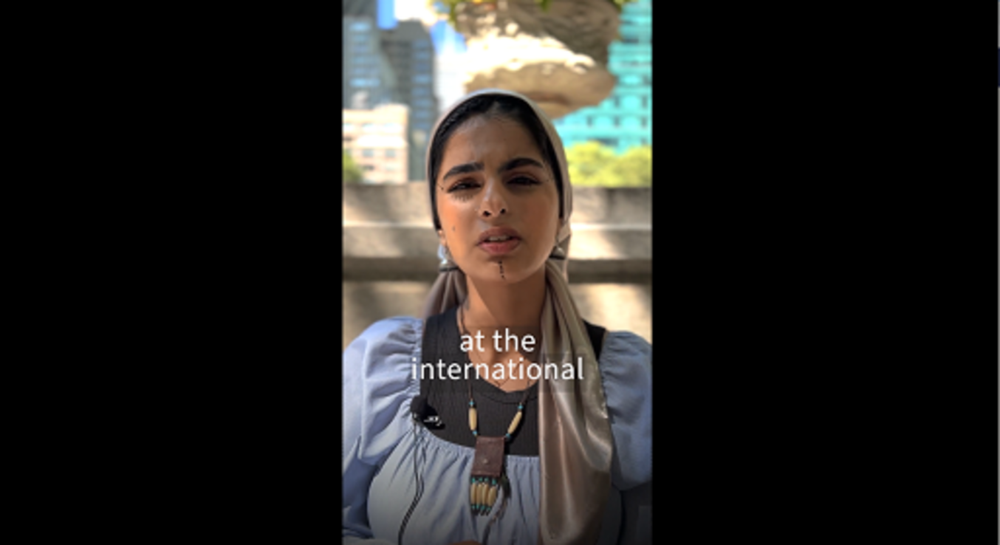 at the
international